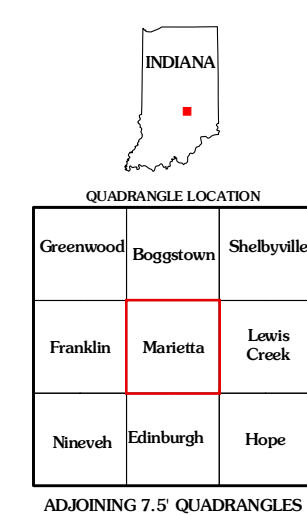 INDIANA
QUADRANGLE LOCATION
Greenwood Boggstown Shelbyville
Franklin Marietta Lewis Creek
Nineveh Edinburgh Hope
ADJOINING 7.5' QUADRANGLES